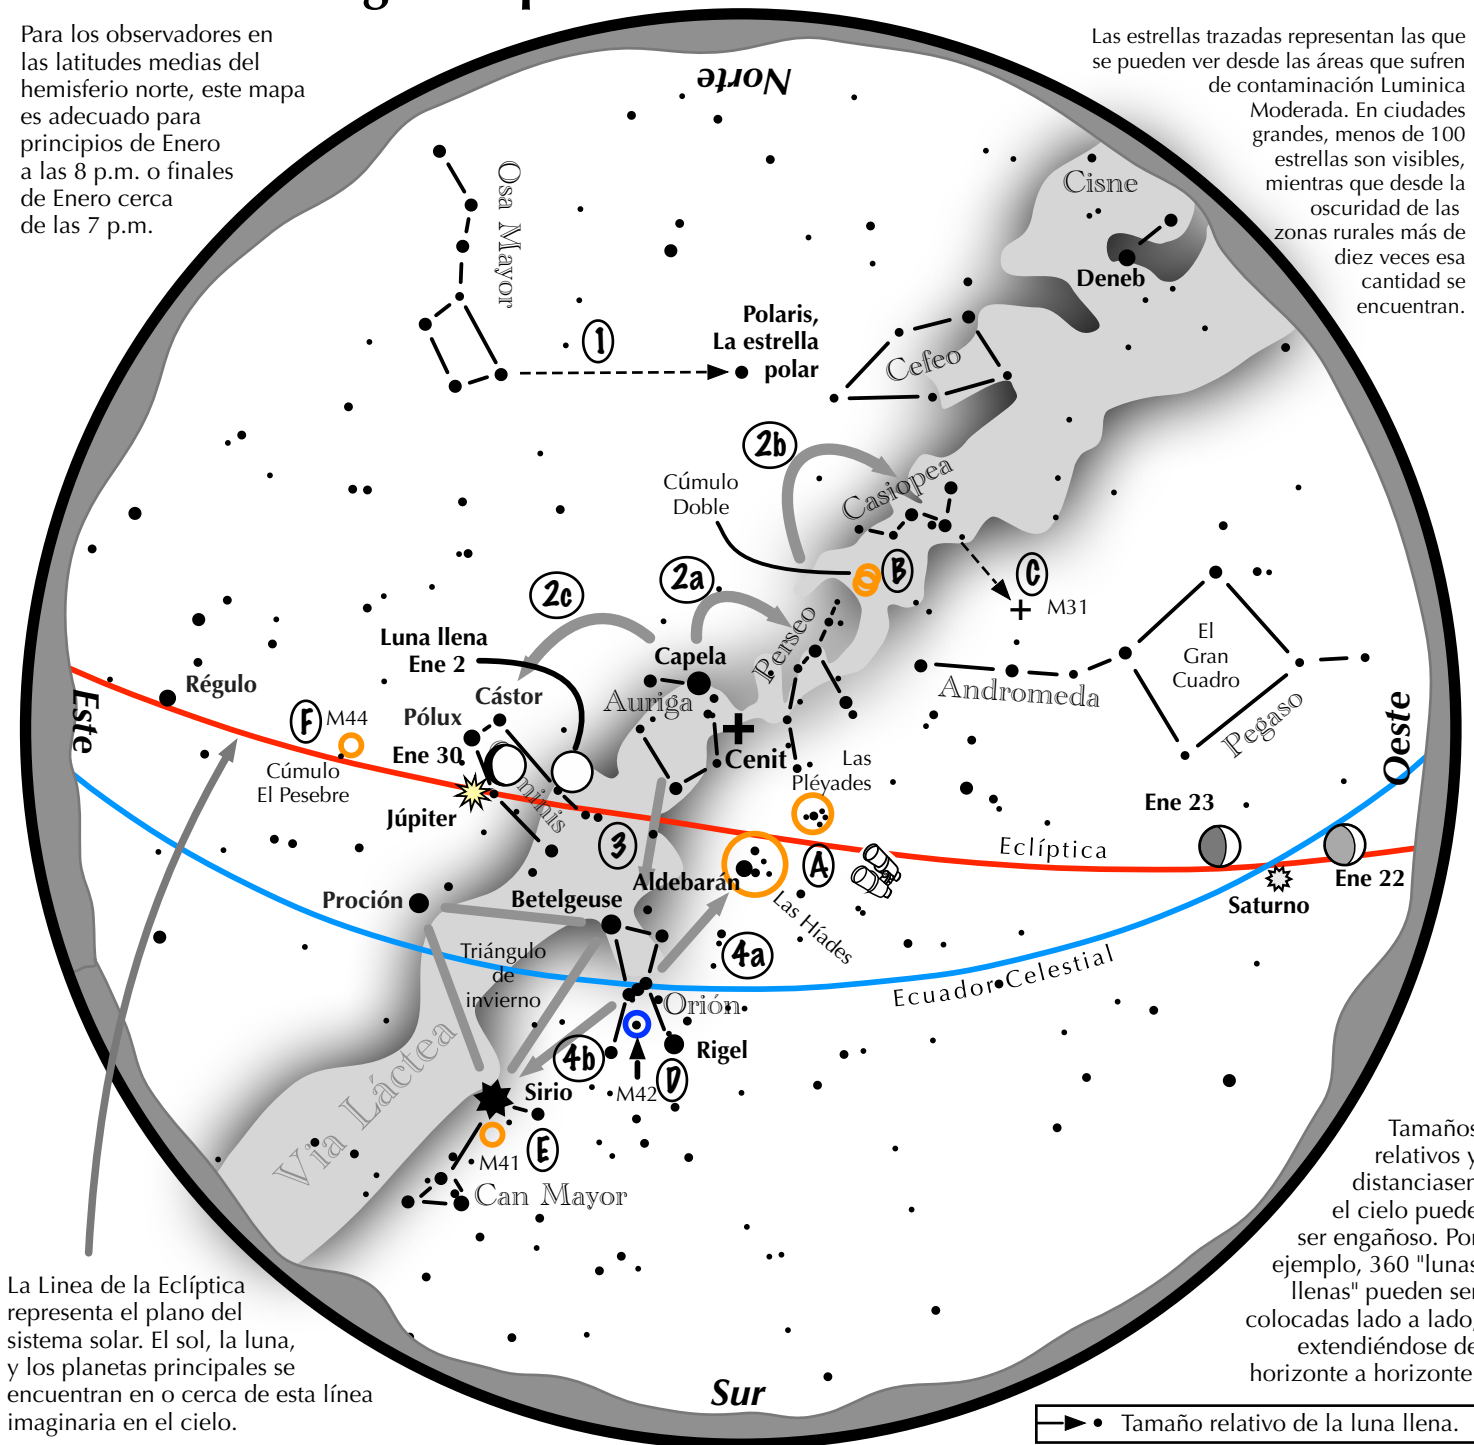 Para los observadores en
las latitudes medias del
hemisferio norte, este mapa
es adecuado para
principios de Enero
a las 8 p.m. o finales
de Enero cerca
de las 7 p.m.
Las estrellas trazadas representan las que
se pueden ver desde las áreas que sufren
de contaminación Luminica
Moderada. En ciudades
grandes, menos de 100
estrellas son visibles,
mientras que desde la
oscuridad de las
zonas rurales más de
diez veces esa
cantidad se
encuentran.
Norte
Osa Mayor
Cisne
Deneb
1
Polaris,
La estrella
polar
Cefeo
2b
Casiopea
Cúmulo
Doble
B
C
M31
2a
2c
Perseo
Luna llena
Ene 2
Capela
Auriga
Andromeda
El
Gran
Cuadro
Pegaso
Este
Régulo
Cástor
Pólux
Ene 30
F
M44
Cúmulo
El Pesebre
Júpiter
minis
Cenit
Las
Pléyades
Oeste
Ene 23
Eclíptica
3
A
Ene 22
Saturno
Aldebarán
Las Híades
Proción
Betelgeuse
Triángulo
de
invierno
4a
Ecuador Celestial
Orión
Rigel
4b
M42
D
Sirio
Via Láctea
M41
E
Can Mayor
Tamaños
relativos y
distanciasen
el cielo puede
ser engañoso. Por
ejemplo, 360 "lunas
llenas" pueden ser
colocadas lado a lado,
extendiéndose de
horizonte a horizonte
La Linea de la Eclíptica
representa el plano del
sistema solar. El sol, la luna,
y los planetas principales se
encuentran en o cerca de esta línea
imaginaria en el cielo.
Sur
Tamaño relativo de la luna llena.